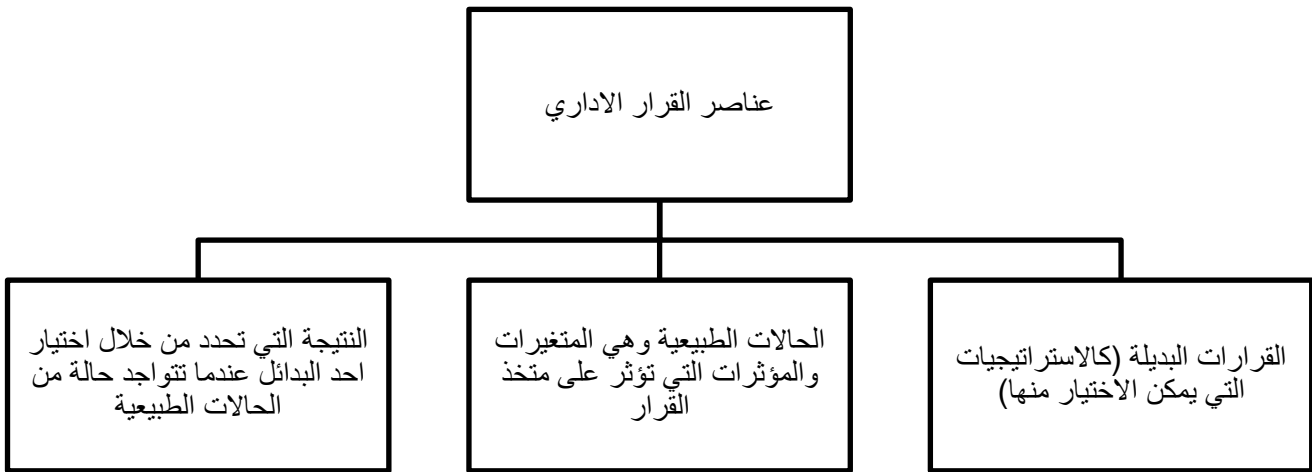 عناصر القرار الاداري
القرارات البديلة (كالاستراتيجيات
التي يمكن الاختيار منها)
الحالات الطبيعية وهي المتغيرات
والمؤثرات التي تؤثر على متخذ
القرار
النتيجة التي تحدد من خلال اختيار
احد البدائل عندما تتواجد حالة من
الحالات الطبيعية